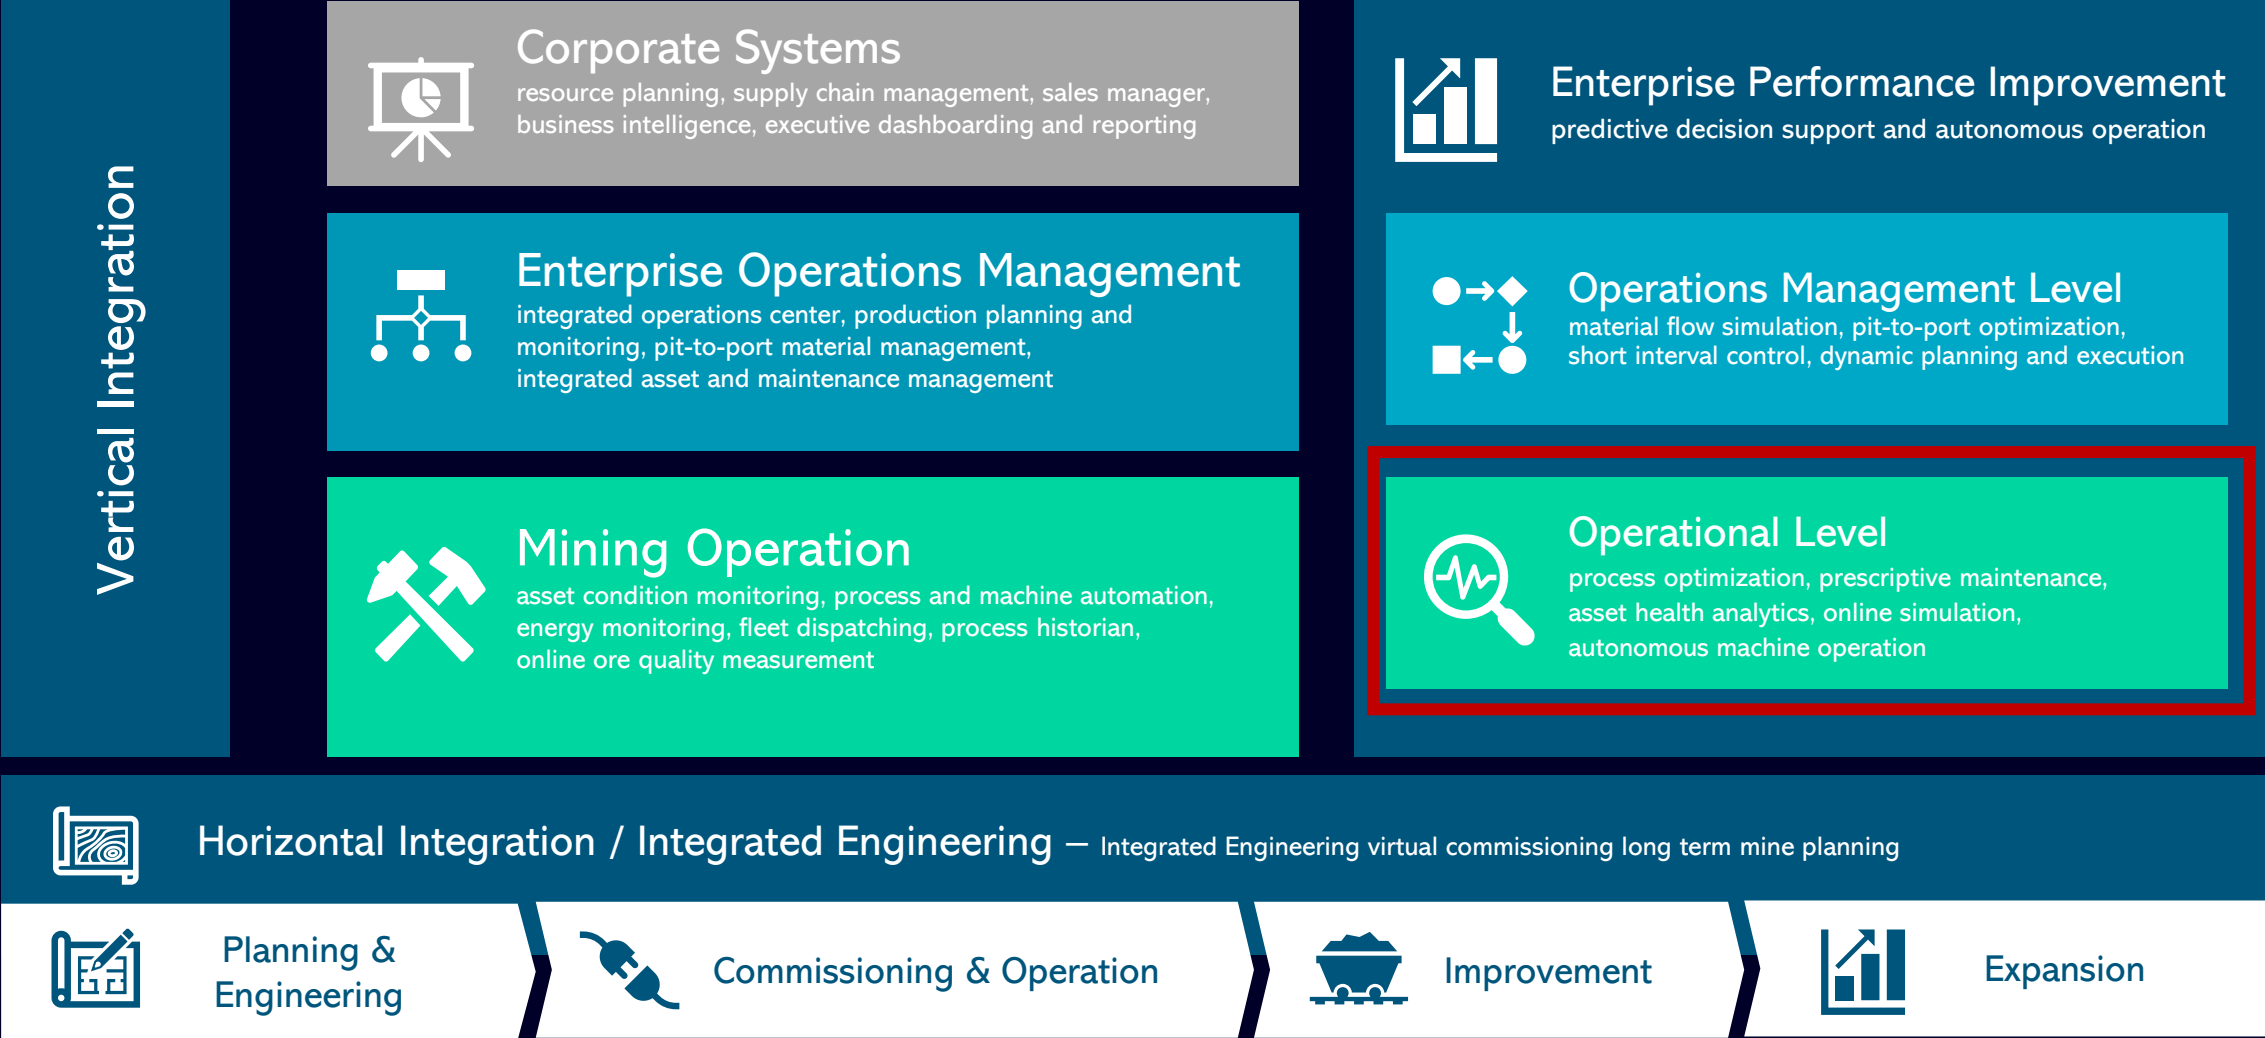 Vertical Integration
Corporate Systems
resource planning, supply chain management, sales manager,
business intelligence, executive dashboarding and reporting
Enterprise Operations Management
integrated operations center, production planning and
monitoring, pit-to-port material management,
integrated asset and maintenance management
Mining Operation
asset condition monitoring, process and machine automation,
energy monitoring, fleet dispatching, process historian,
online ore quality measurement
Enterprise Performance Improvement
predictive decision support and autonomous operation
Operations Management Level
material flow simulation, pit-to-port optimization,
short interval control, dynamic planning and execution
Operational Level
process optimization, prescriptive maintenance,
asset health analytics, online simulation,
autonomous machine operation
Horizontal Integration / Integrated Engineering – Integrated Engineering virtual commissioning long term mine planning
Planning &
Engineering
Commissioning & Operation
Improvement
Expansion